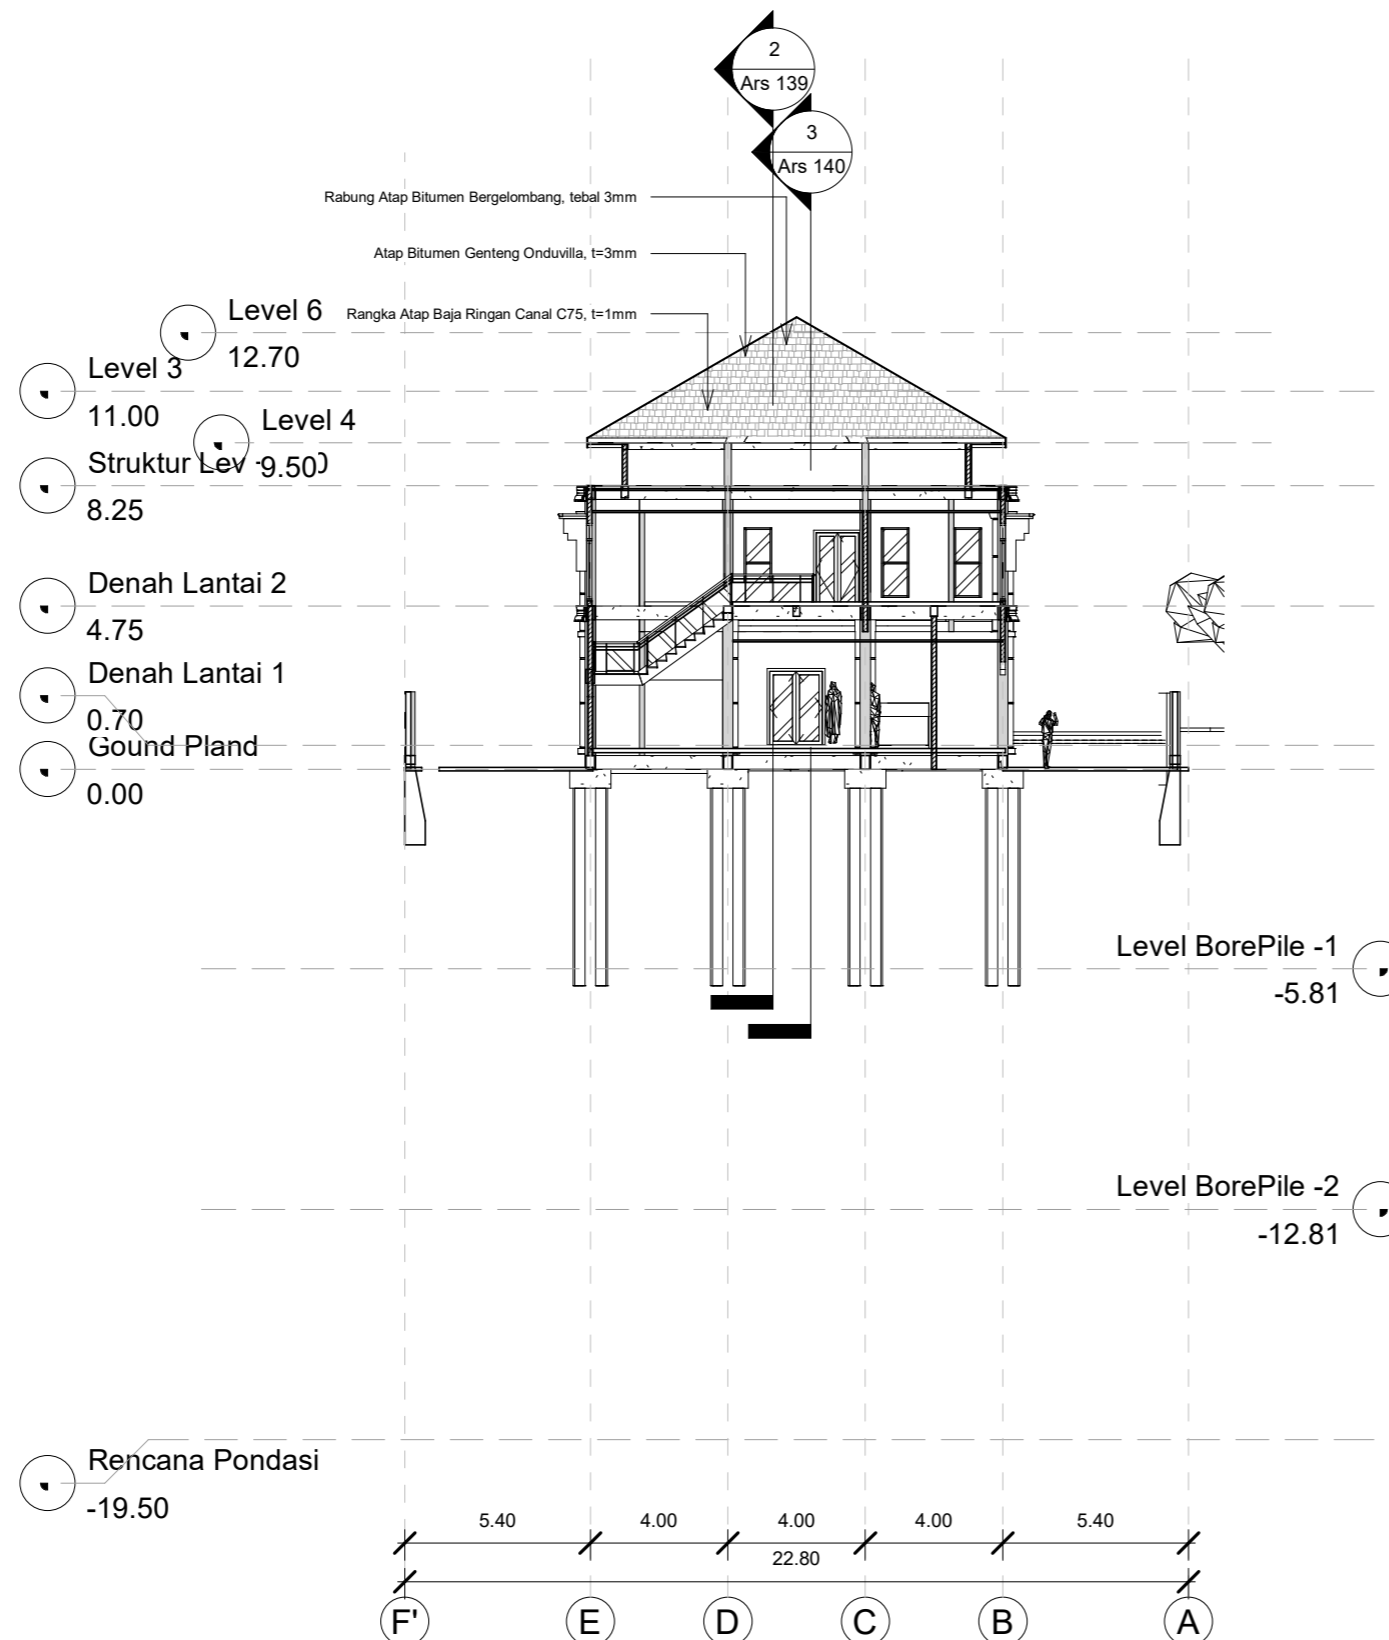 2
Ars 139
3
Ars 140
Rabung Atap Bitumen Bergelombang, tebal 3mm
Atap Bitumen Genteng Onduvilla, t=3mm
Rangka Atap Baja Ringan Canal C75, t=1mm
Level 6
12.70
Level 3
11.00
Level 4
9.50
Struktur Lev
8.25
Denah Lantai 2
4.75
Denah Lantai 1
0.70
Gound Pland
0.00
Level BorePile -1
-5.81
Level BorePile -2
-12.81
Rencana Pondasi
-19.50
5.40 4.00 4.00 4.00 5.40
22.80
F' E D C B A